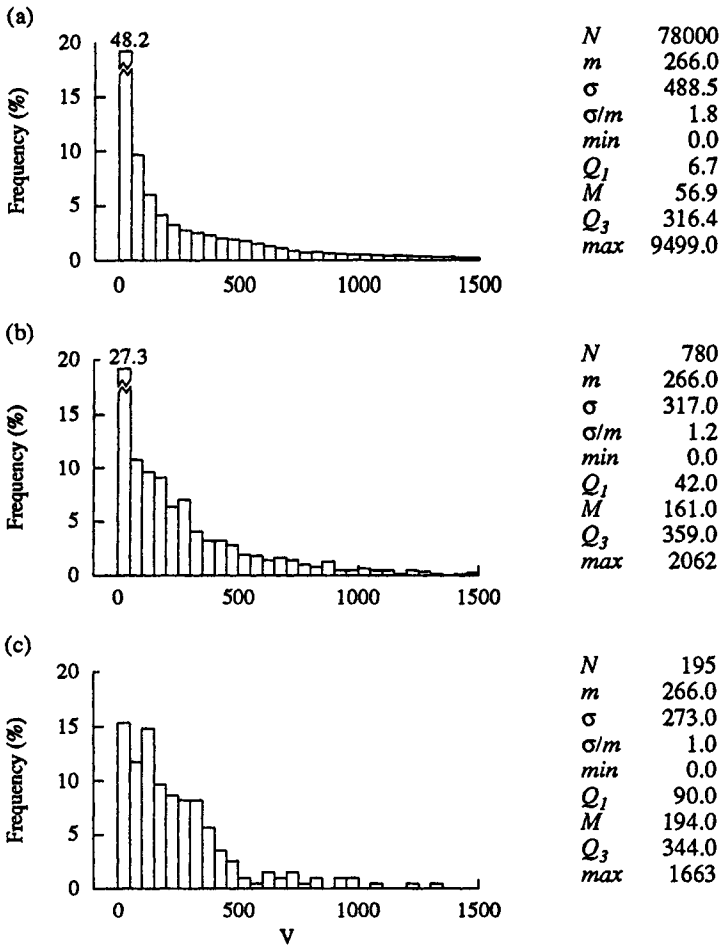 (a)
48.2
20
15
10
5
0
Frequency (%)
0 500 1000 1500
N 78000
m 266.0
σ 488.5
σ/m 1.8
min 0.0
Q1 6.7
M 56.9
Q3 316.4
max 9499.0
(b)
27.3
20
15
10
5
0
Frequency (%)
0 500 1000 1500
N 780
m 266.0
σ 317.0
σ/m 1.2
min 0.0
Q1 42.0
M 161.0
Q3 359.0
max 2062
(c)
20
15
10
5
0
Frequency (%)
0 500 1000 1500
V
N 195
m 266.0
σ 273.0
σ/m 1.0
min 0.0
Q1 90.0
M 194.0
Q3 344.0
max 1663